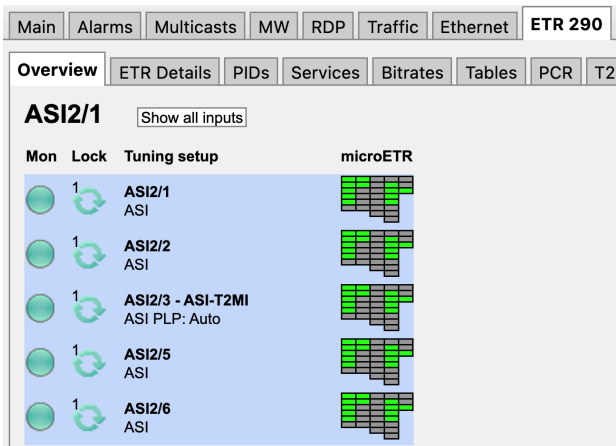 Main Alarms Multicasts MW RDP Traffic Ethernet ETR 290
Overview ETR Details PIDs Services Bitrates Tables PCR T2
ASI2/1 Show all inputs
Mon Lock Tuning setup microETR
1 ASI2/1
ASI
1 ASI2/2
ASI
1 ASI2/3 - ASI-T2MI
ASI PLP: Auto
1 ASI2/5
ASI
1 ASI2/6
ASI